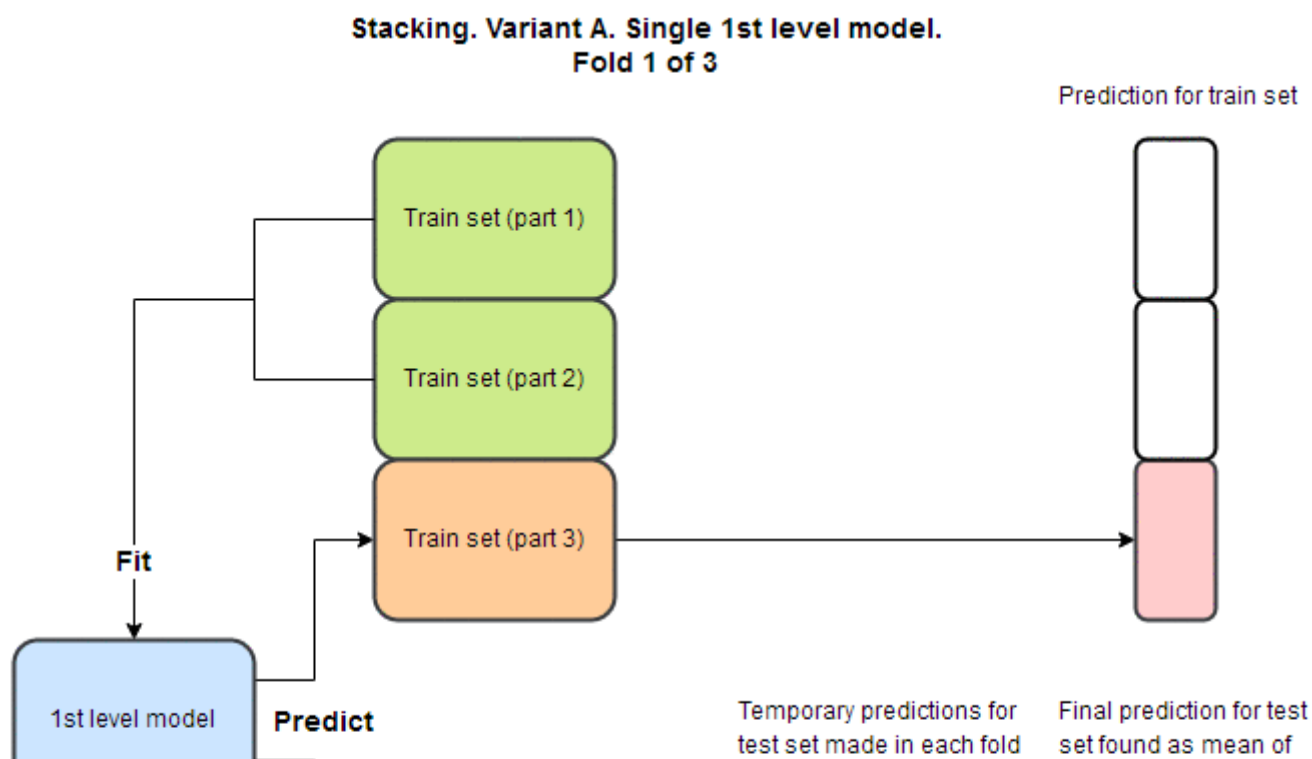 Stacking. Variant A. Single 1st level model.
Fold 1 of 3
Prediction for train set
Train set (part 1)
Train set (part 2)
Train set (part 3)
Fit
1st level model
Predict
Temporary predictions for
test set made in each fold
Final prediction for test
set found as mean of